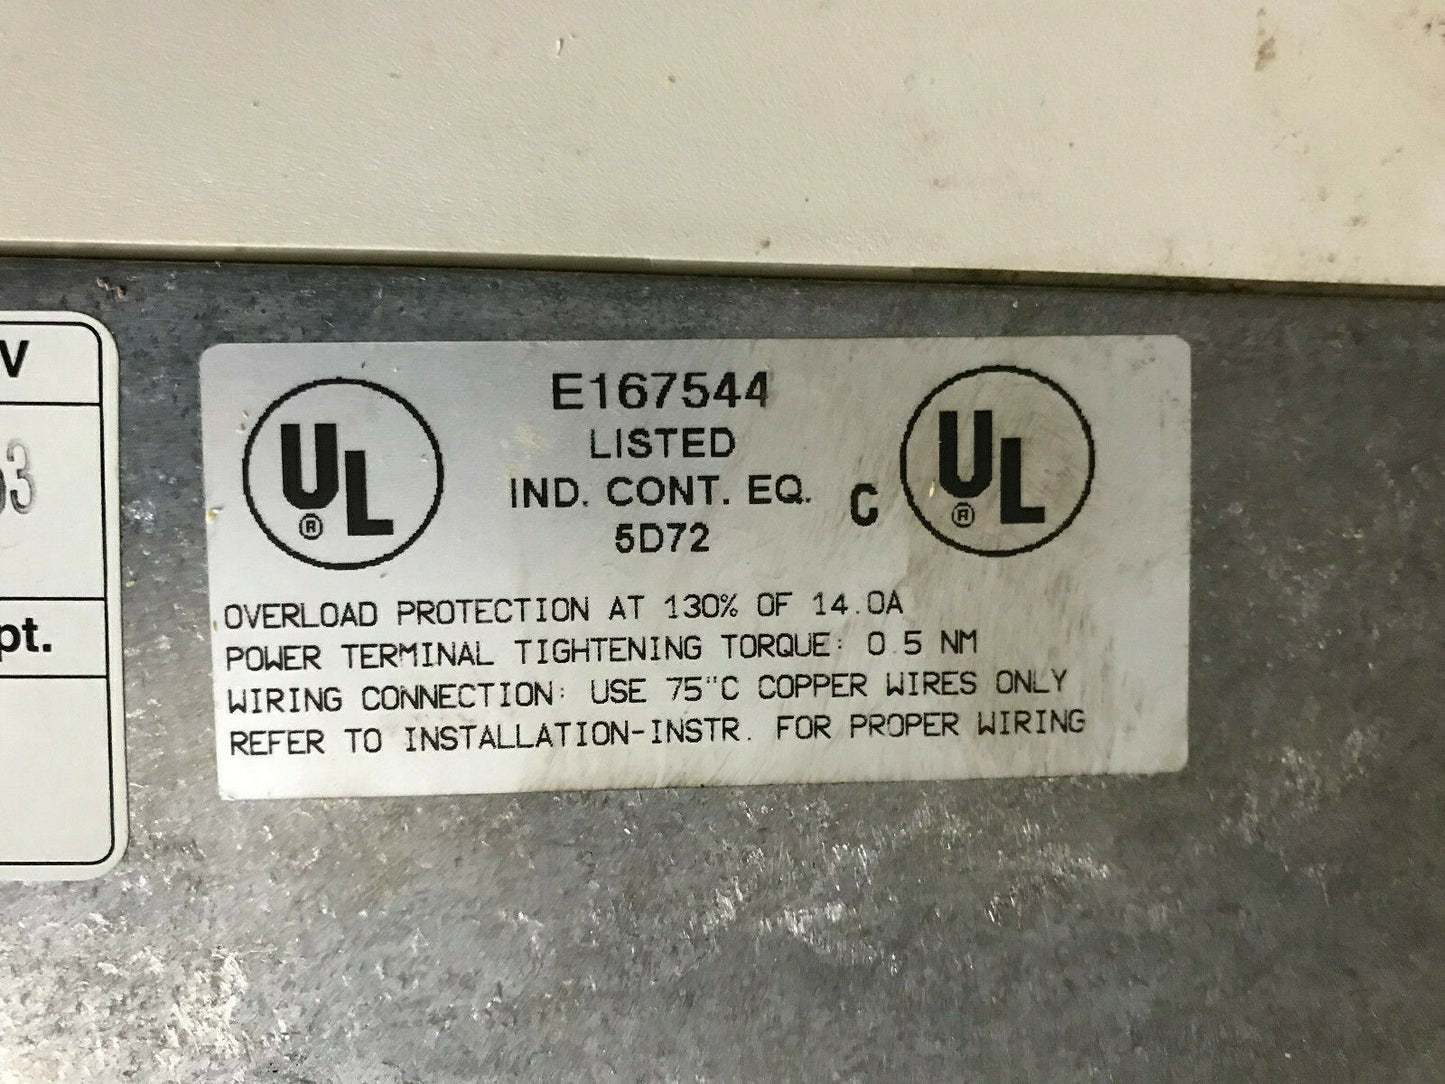 V
53
pt.
UL
®
E167544
LISTED
IND. CONT. EQ.
5D72
C UL
®
OVERLOAD PROTECTION AT 130% OF 14.0A
POWER TERMINAL TIGHTENING TORQUE: 0.5 NM
WIRING CONNECTION: USE 75°C COPPER WIRES ONLY
REFER TO INSTALLATION-INSTR. FOR PROPER WIRING